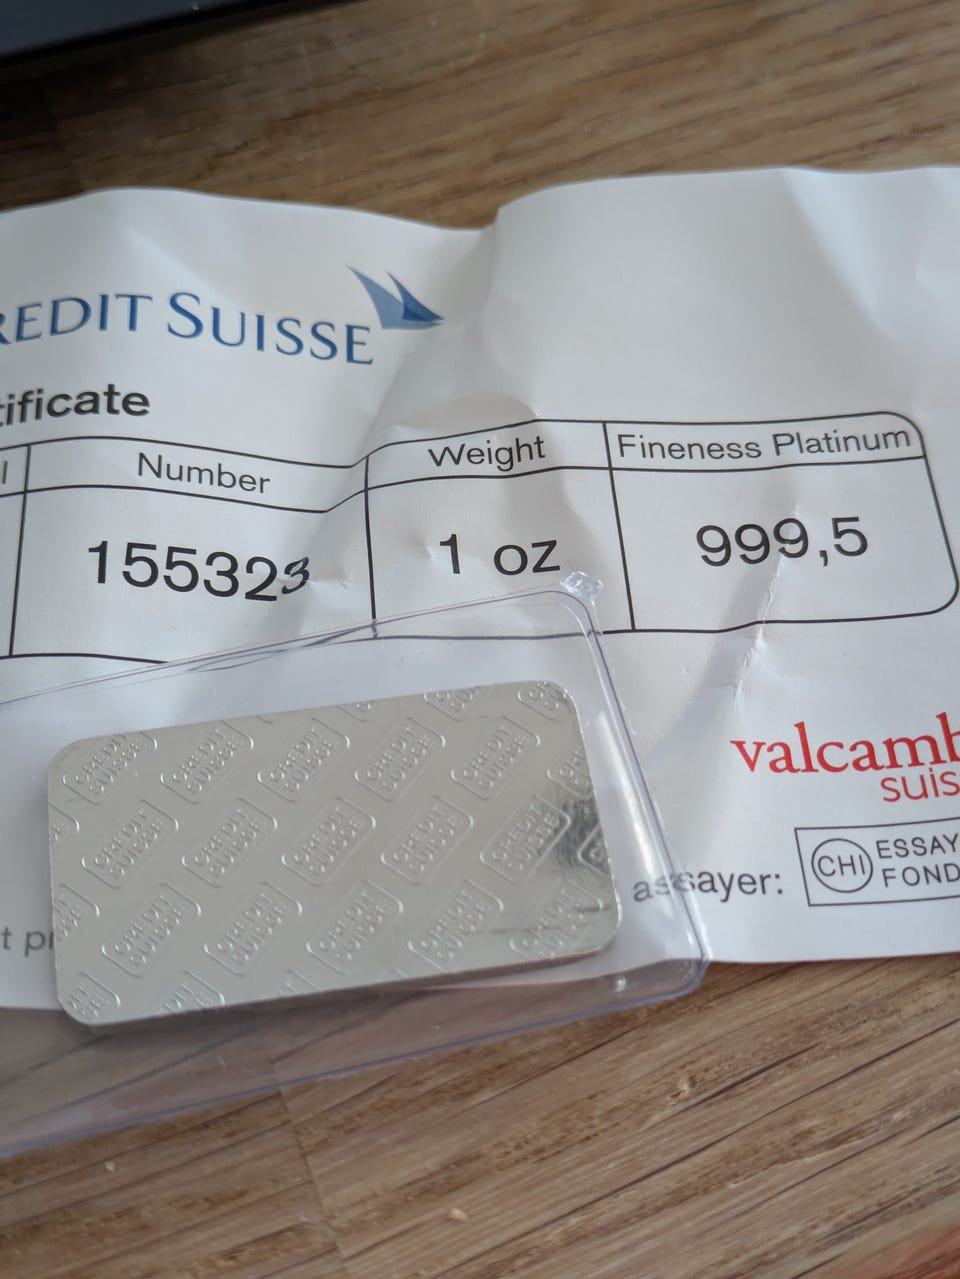 REDIT SUISSE
tificate
l Number Weight Fineness Platinum
155323 1 oz 999,5
valcamb
suis
assayer: CHI ESSAY
FOND
t pr
CREDIT
SUISSE